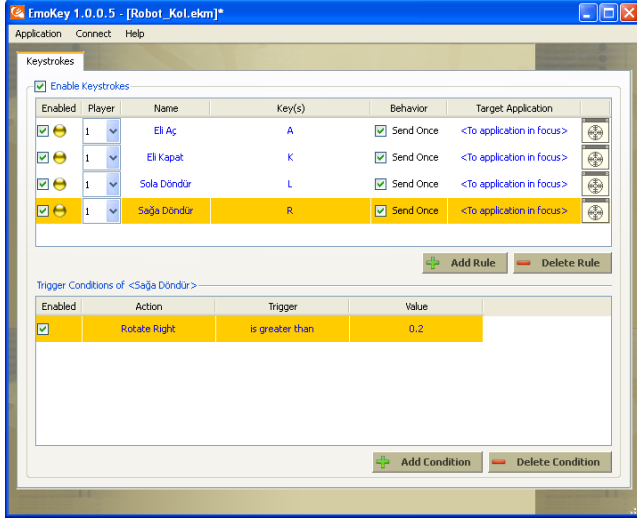 EmoKey 1.0.0.5 - [Robot_Kol.ekm]*
Application Connect Help
Keystrokes
Enable Keystrokes
Enabled Player Name Key(s) Behavior Target Application
1 Eli Aç A Send Once <To application in focus>
1 Eli Kapat K Send Once <To application in focus>
1 Sola Döndür L Send Once <To application in focus>
1 Sağa Döndür R Send Once <To application in focus>
Add Rule Delete Rule
Trigger Conditions of <Sağa Döndür>
Enabled Action Trigger Value
Rotate Right is greater than 0.2
Add Condition Delete Condition